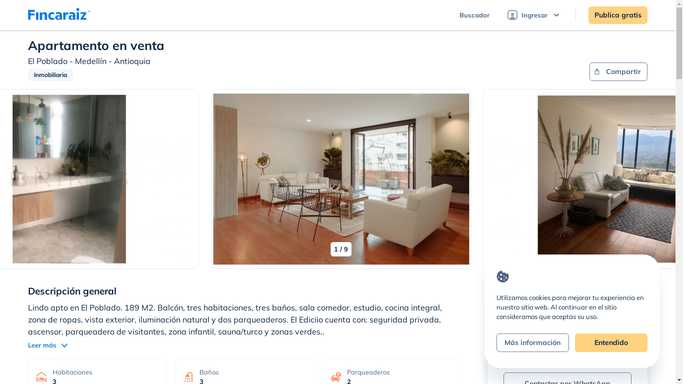 Fincaraiz
Buscador
Ingresar
Publica gratis
Apartamento en venta
El Poblado - Medellín - Antioquia
Inmobiliaria
Compartir
1 / 9
Descripción general
Lindo apto en El Poblado. 189 M2. Balcón, tres habitaciones, tres baños, sala comedor, estudio, cocina integral,
zona de ropas, vista exterior, iluminación natural y dos parqueaderos. El Edicio cuenta con: seguridad privada,
ascensor, parqueadero de visitantes, zona infantil, sauna/turco y zonas verdes..
Leer más
Habitaciones
3
Baños
3
Parqueaderos
2
Utilizamos cookies para mejorar tu experiencia en
nuestro sitio web. Al continuar en el sitio
consideramos que aceptas su uso.
Más información
Entendido
Contactar por WhatsApp